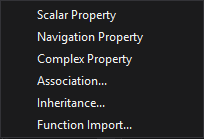 Scalar Property
Navigation Property
Complex Property
Association...
Inheritance...
Function Import...